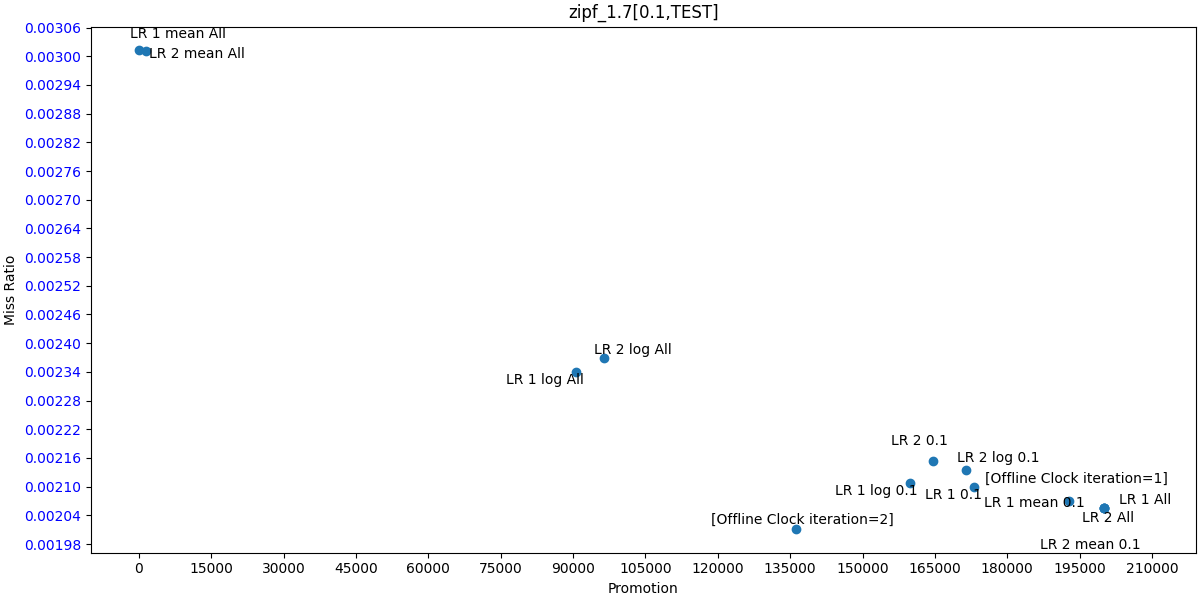 zipf_1.7[0.1,TEST]
0.00306
0.00300
0.00294
0.00288
0.00282
0.00276
0.00270
0.00264
0.00258
0.00252
0.00246
0.00240
0.00234
0.00228
0.00222
0.00216
0.00210
0.00204
0.00198
Miss Ratio
LR 1 mean All
LR 2 mean All
LR 2 log All
LR 1 log All
LR 2 0.1
LR 2 log 0.1
[Offline Clock iteration=1]
LR 1 log 0.1
LR 1 0.1
LR 1 mean 0.1
LR 1 All
LR 2 All
[Offline Clock iteration=2]
LR 2 mean 0.1
0
15000
30000
45000
60000
75000
90000
105000
120000
135000
150000
165000
180000
195000
210000
Promotion